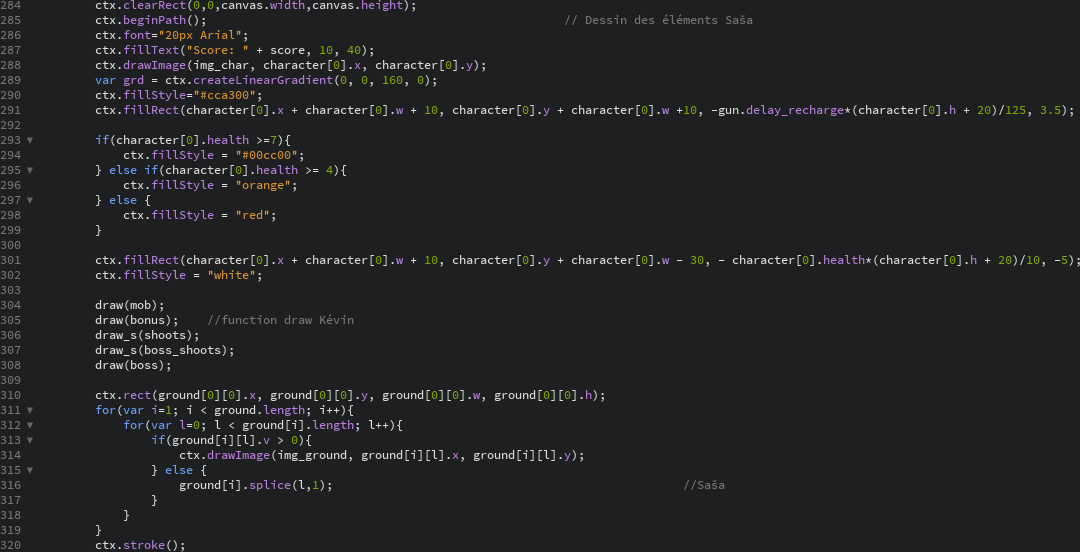 284 ctx.clearRect(0,0,canvas.width,canvas.height);
285 ctx.beginPath(); // Dessin des éléments Saša
286 ctx.font="20px Arial";
287 ctx.fillText("Score: " + score, 10, 40);
288 ctx.drawImage(img_char, character[0].x, character[0].y);
289 var grd = ctx.createLinearGradient(0, 0, 160, 0);
290 ctx.fillStyle="#cca300";
291 ctx.fillRect(character[0].x + character[0].w + 10, character[0].y + character[0].w +10, -gun.delay_recharge*(character[0].h + 20)/125, 3.5);
292
293 if(character[0].health >=7){
294 ctx.fillStyle = "#00cc00";
295 } else if(character[0].health >= 4){
296 ctx.fillStyle = "orange";
297 } else {
298 ctx.fillStyle = "red";
299 }
300
301 ctx.fillRect(character[0].x + character[0].w + 10, character[0].y + character[0].w - 30, - character[0].health*(character[0].h + 20)/10, -5);
302 ctx.fillStyle = "white";
303
304 draw(mob);
305 draw(bonus); //function draw Kévin
306 draw_s(shoots);
307 draw_s(boss_shoots);
308 draw(boss);
309
310 ctx.rect(ground[0][0].x, ground[0][0].y, ground[0][0].w, ground[0][0].h);
311 for(var i=1; i < ground.length; i++){
312 for(var l=0; l < ground[i].length; l++){
313 if(ground[i][l].v > 0){
314 ctx.drawImage(img_ground, ground[i][l].x, ground[i][l].y);
315 } else {
316 ground[i].splice(l,1); //Saša
317 }
318 }
319 }
320 ctx.stroke();